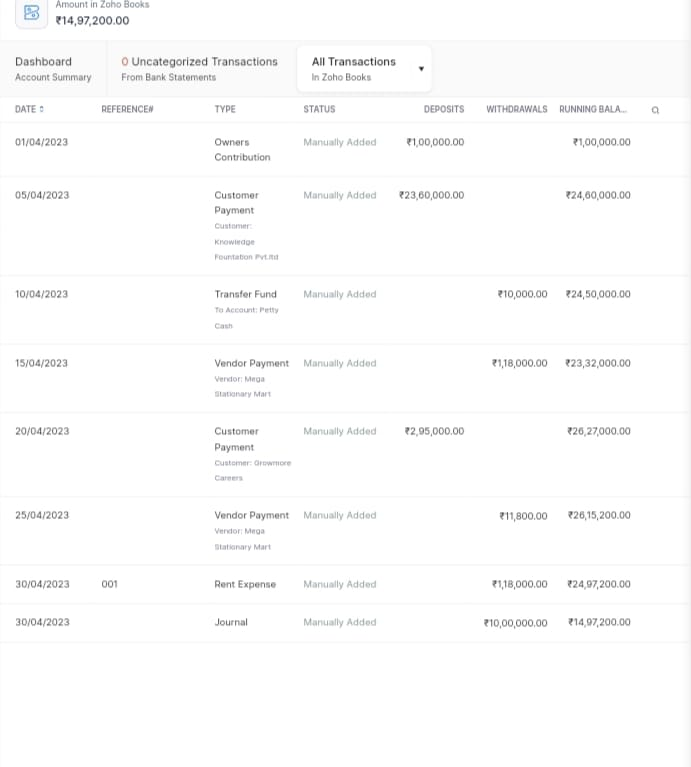 Amount in Zoho Books
₹14,97,200.00
Dashboard
Account Summary
0 Uncategorized Transactions
From Bank Statements
All Transactions
In Zoho Books
DATE REFERENCE# TYPE STATUS DEPOSITS WITHDRAWALS RUNNING BALA...
01/04/2023 Owners Manually Added ₹1,00,000.00 ₹1,00,000.00
Contribution
05/04/2023 Customer Manually Added ₹23,60,000.00 ₹24,60,000.00
Payment
Customer:
Knowledge
Fountation Pvt.ltd
10/04/2023 Transfer Fund Manually Added ₹10,000.00 ₹24,50,000.00
To Account: Petty
Cash
15/04/2023 Vendor Payment Manually Added ₹1,18,000.00 ₹23,32,000.00
Vendor: Mega
Stationary Mart
20/04/2023 Customer Manually Added ₹2,95,000.00 ₹26,27,000.00
Payment
Customer: Growmore
Careers
25/04/2023 Vendor Payment Manually Added ₹11,800.00 ₹26,15,200.00
Vendor: Mega
Stationary Mart
30/04/2023 001 Rent Expense Manually Added ₹1,18,000.00 ₹24,97,200.00
30/04/2023 Journal Manually Added ₹10,00,000.00 ₹14,97,200.00